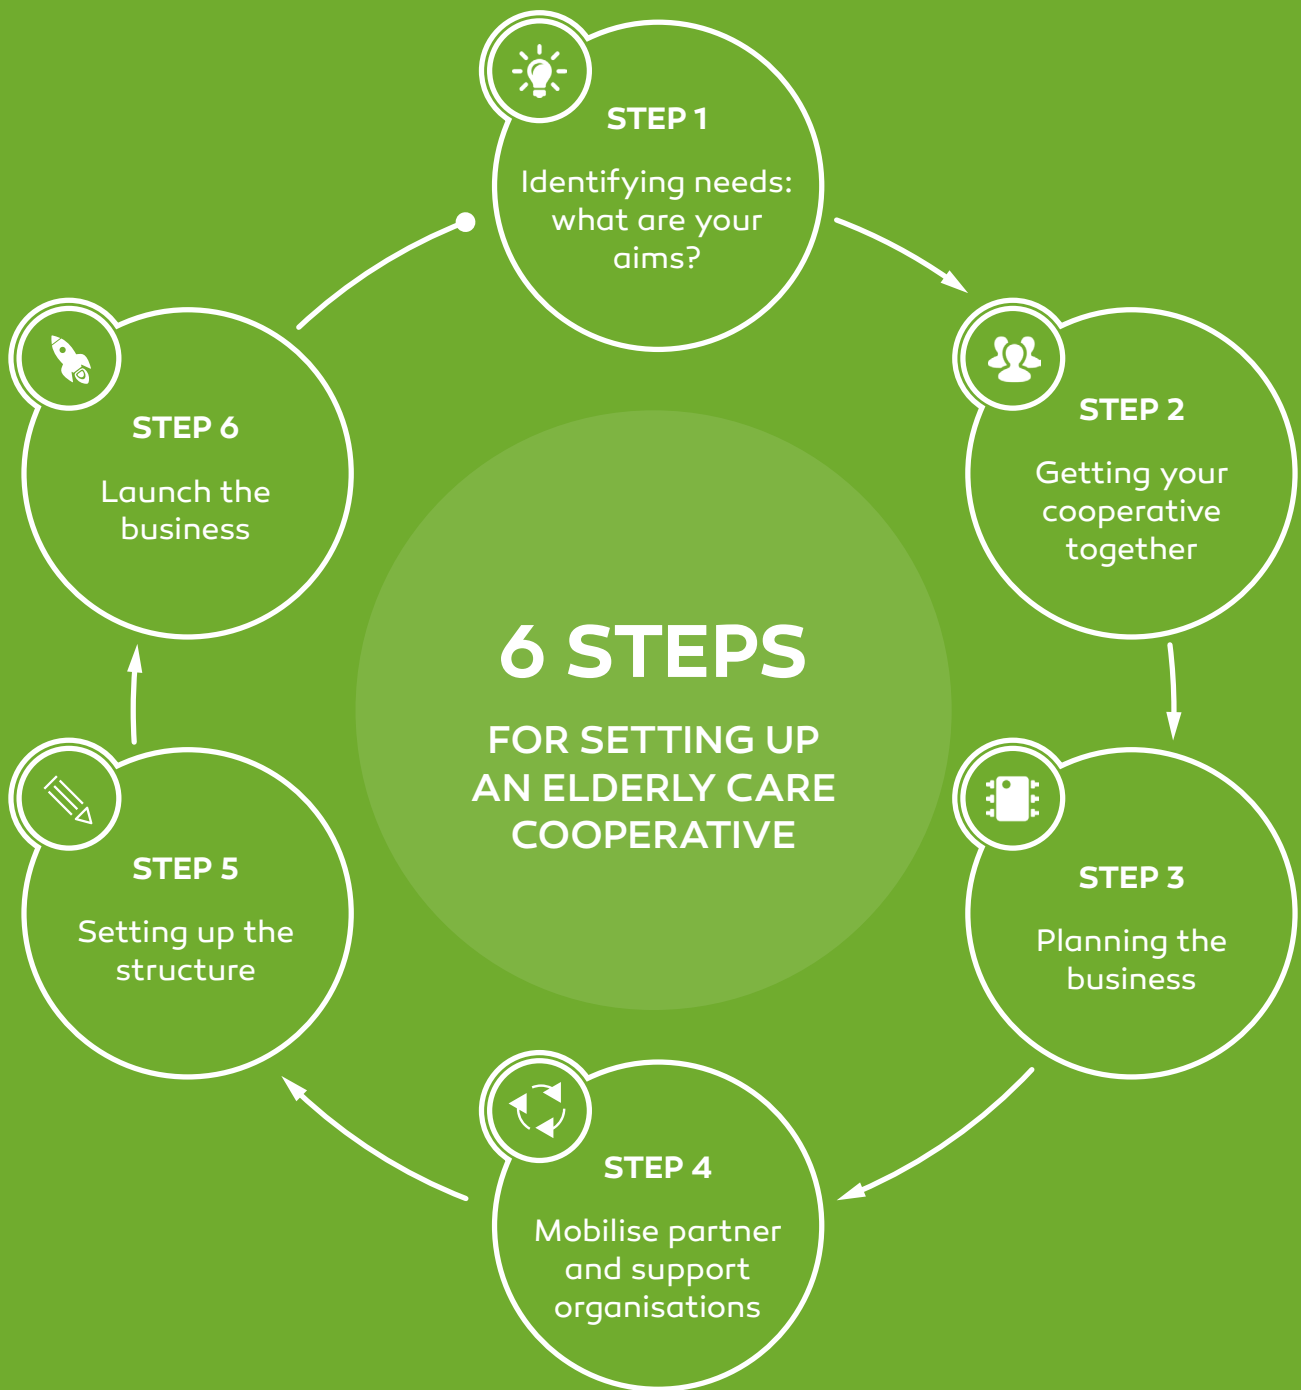 6 STEPS
FOR SETTING UP
AN ELDERLY CARE
COOPERATIVE
STEP 1
Identifying needs:
what are your
aims?
STEP 2
Getting your
cooperative
together
STEP 3
Planning the
business
STEP 4
Mobilise partner
and support
organisations
STEP 5
Setting up the
structure
STEP 6
Launch the
business